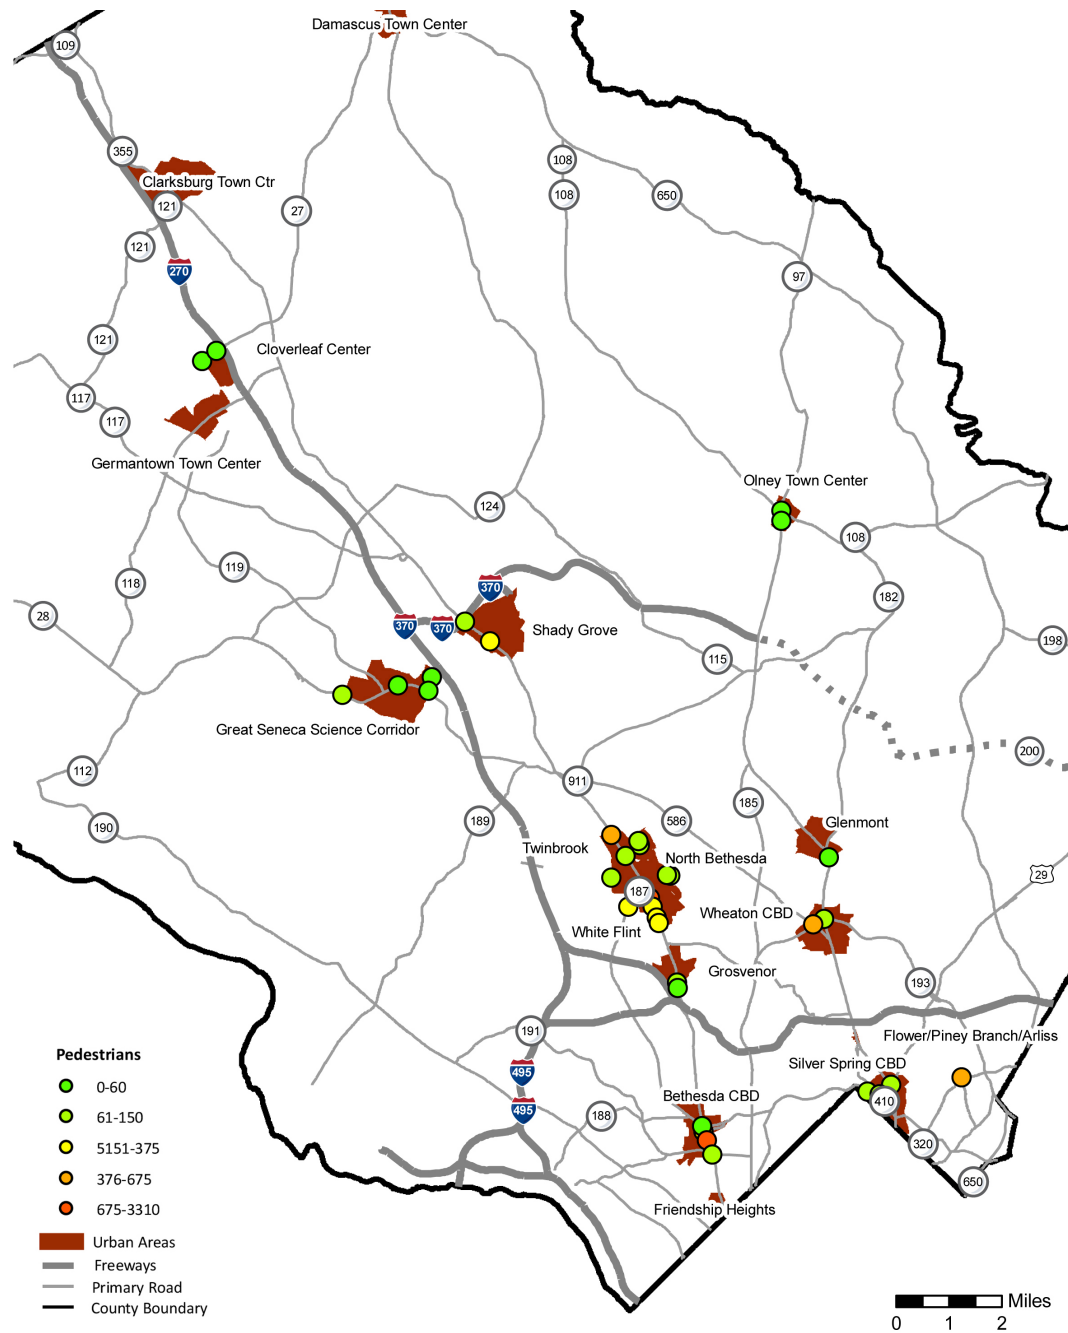 Damascus Town Center
109
355
108
Clarksburg Town Ctr
108
650
121
27
121
270
97
121
Cloverleaf Center
117
117
Germantown Town Center
Olney Town Center
124
108
119
118
370
182
28
370
370
Shady Grove
198
115
Great Seneca Science Corridor
200
112
911
185
190
189
586
Glenmont
Twinbrook
North Bethesda
29
187
Wheaton CBD
White Flint
Grosvenor
193
191
Flower/Piney Branch/Arliss
Silver Spring CBD
495
Bethesda CBD
410
495
188
320
650
Friendship Heights
Pedestrians
0-60
61-150
5151-375
376-675
675-3310
Urban Areas
Freeways
Primary Road
County Boundary
Miles
0 1 2